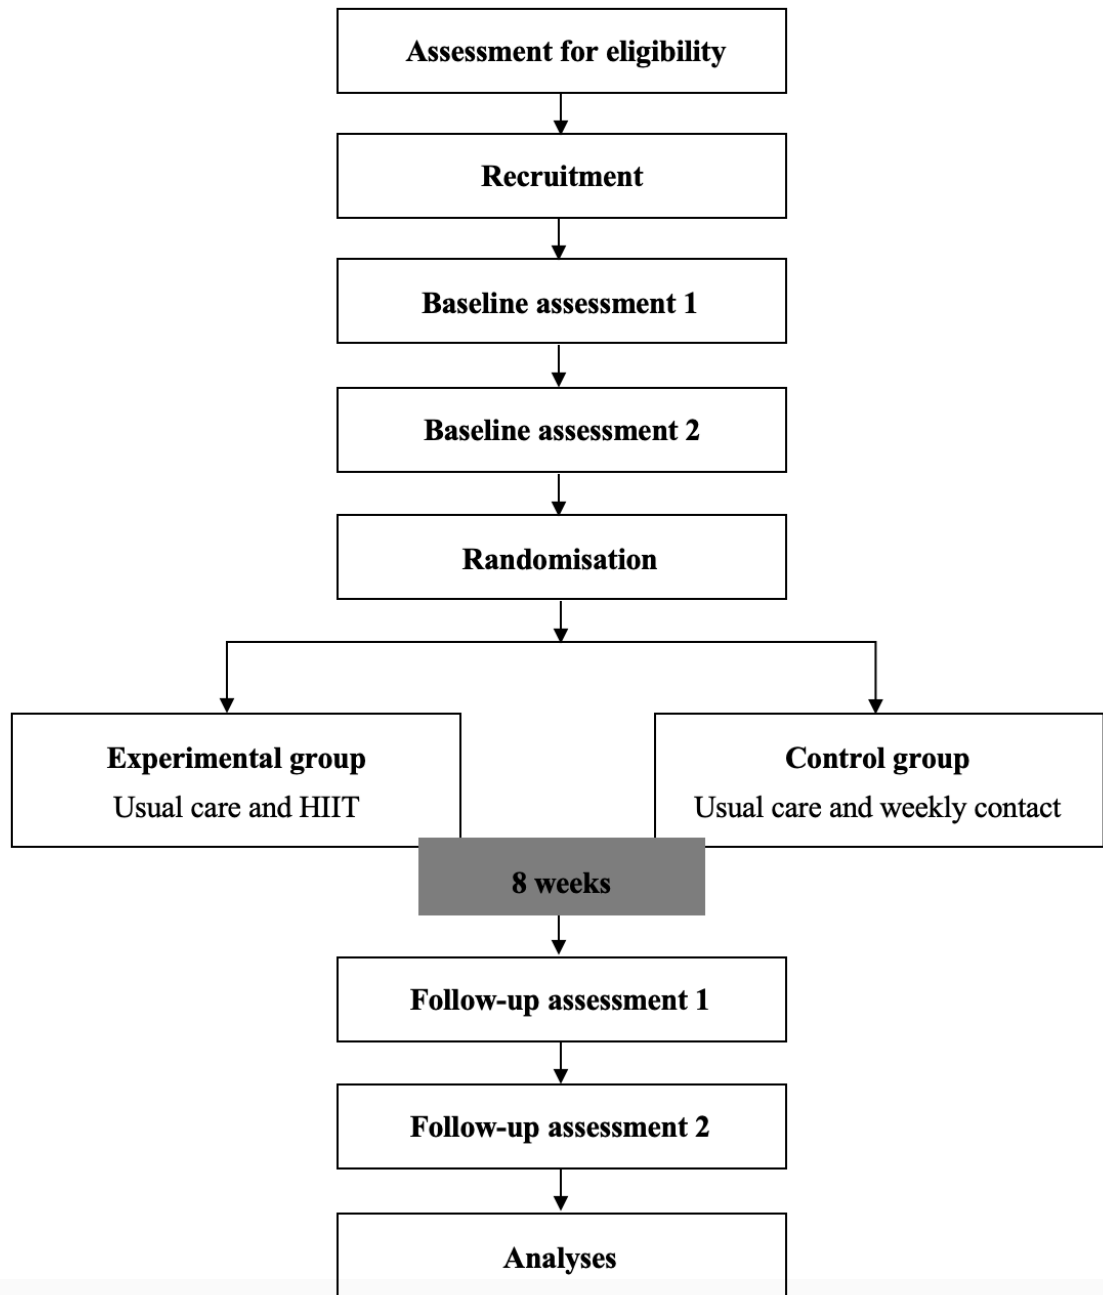 Assessment for eligibility
Recruitment
Baseline assessment 1
Baseline assessment 2
Randomisation
Experimental group
Usual care and HIIT
Control group
Usual care and weekly contact
8 weeks
Follow-up assessment 1
Follow-up assessment 2
Analyses